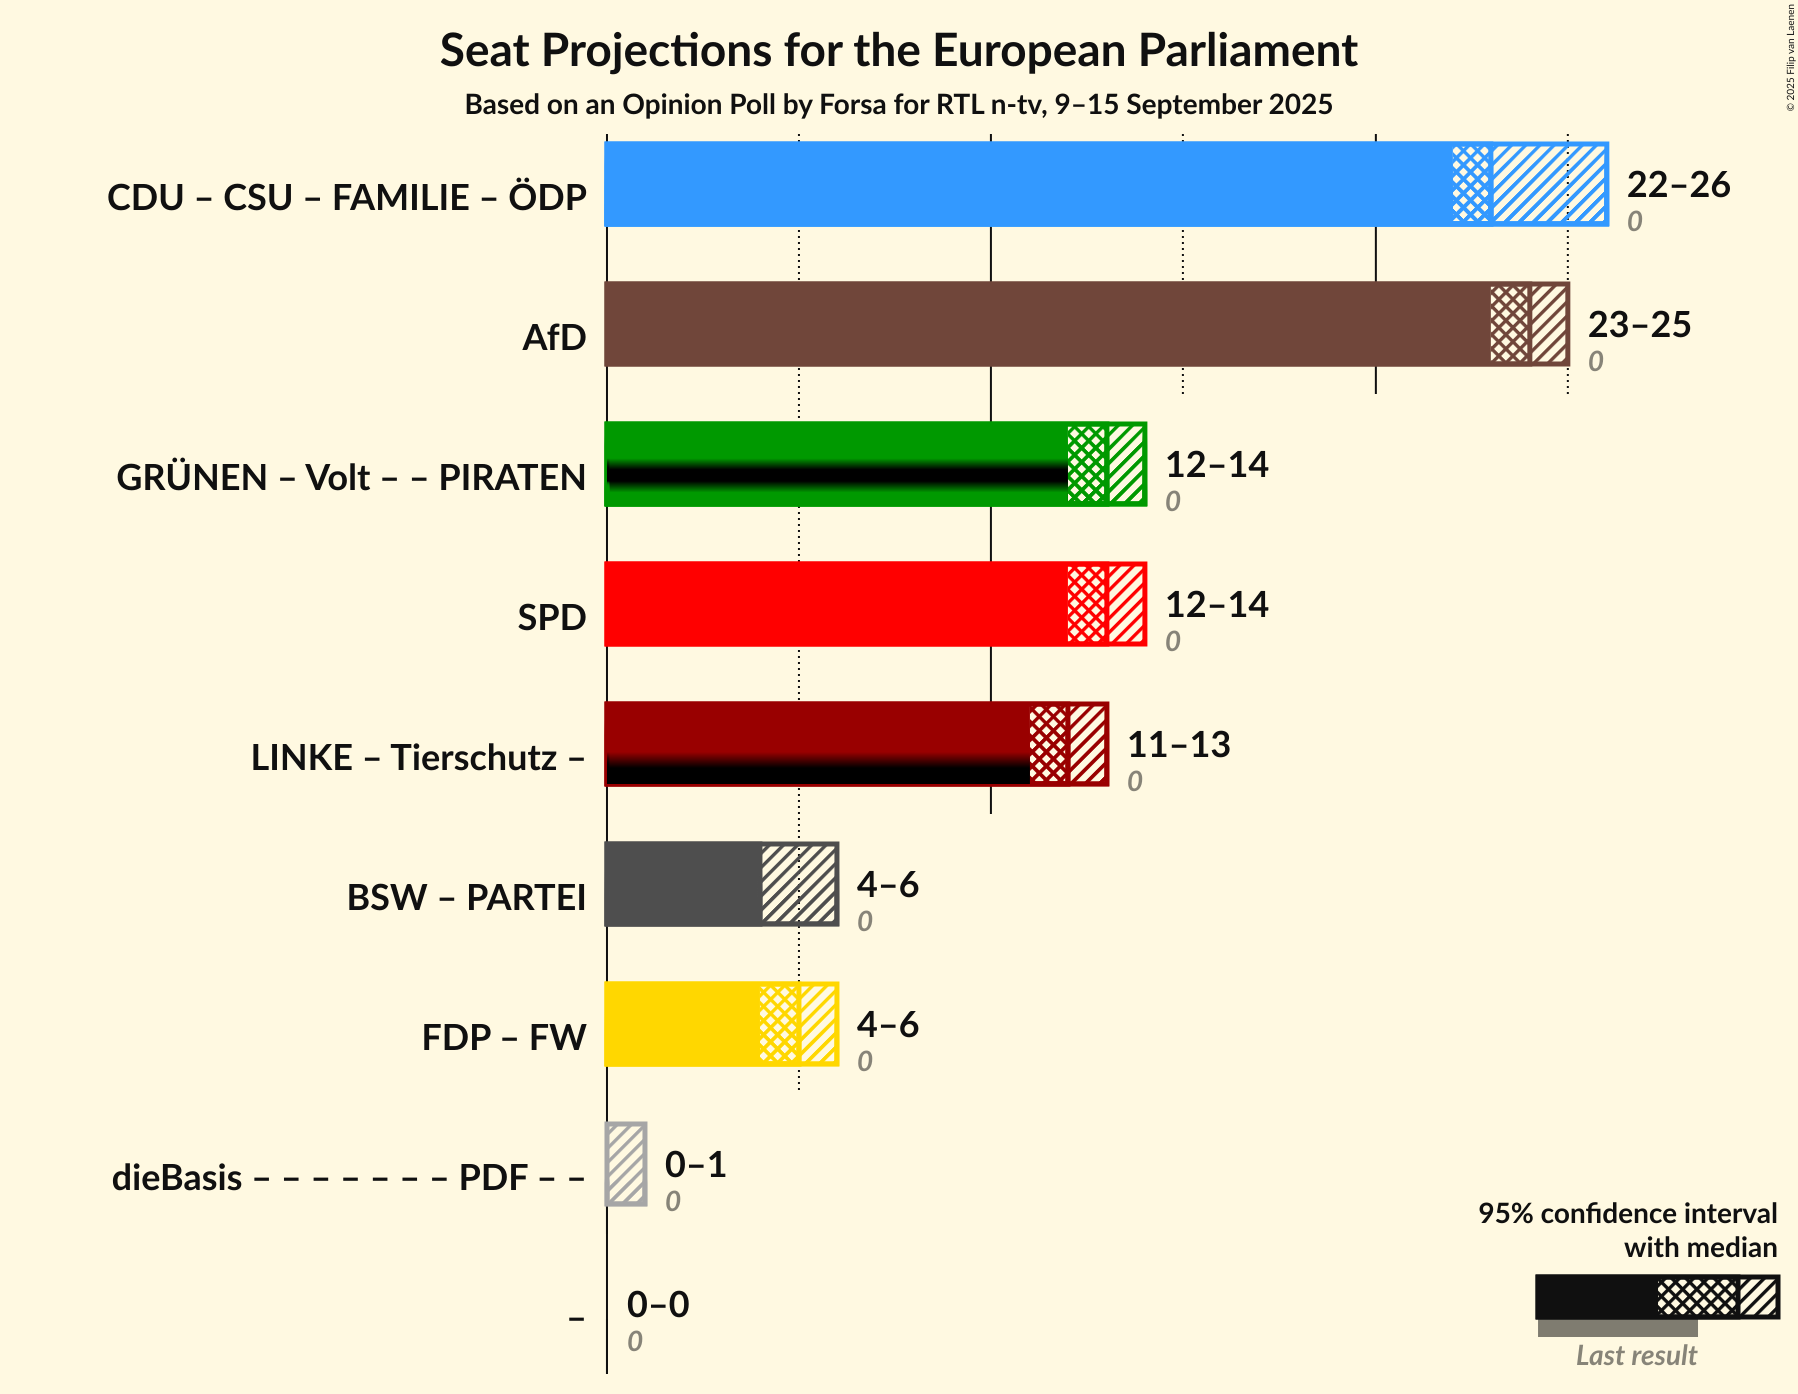 Seat Projections for the European Parliament
Based on an Opinion Poll by Forsa for RTL n-tv, 9–15 September 2025
© 2025 Filip van Laenen
CDU – CSU – FAMILIE – ÖDP
22–26
0
AfD
23–25
0
GRÜNEN – Volt – – PIRATEN
12–14
0
SPD
12–14
0
LINKE – Tierschutz –
11–13
0
BSW – PARTEI
4–6
0
FDP – FW
4–6
0
dieBasis – – – – – – – PDF – –
0–1
0
–
0–0
0
95% confidence interval
with median
Last result